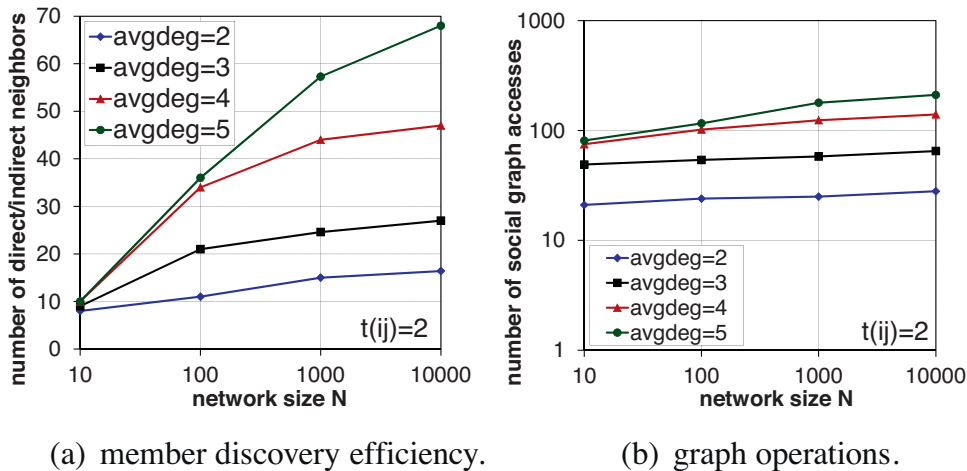 number of direct/indirect neighbors
70
60
50
40
30
20
10
0
avgdeg=2
avgdeg=3
avgdeg=4
avgdeg=5
t(ij)=2
10 100 1000 10000
network size N
(a) member discovery efficiency.
number of social graph accesses
1000
100
10
1
avgdeg=2
avgdeg=3
avgdeg=4
avgdeg=5
t(ij)=2
10 100 1000 10000
network size N
(b) graph operations.